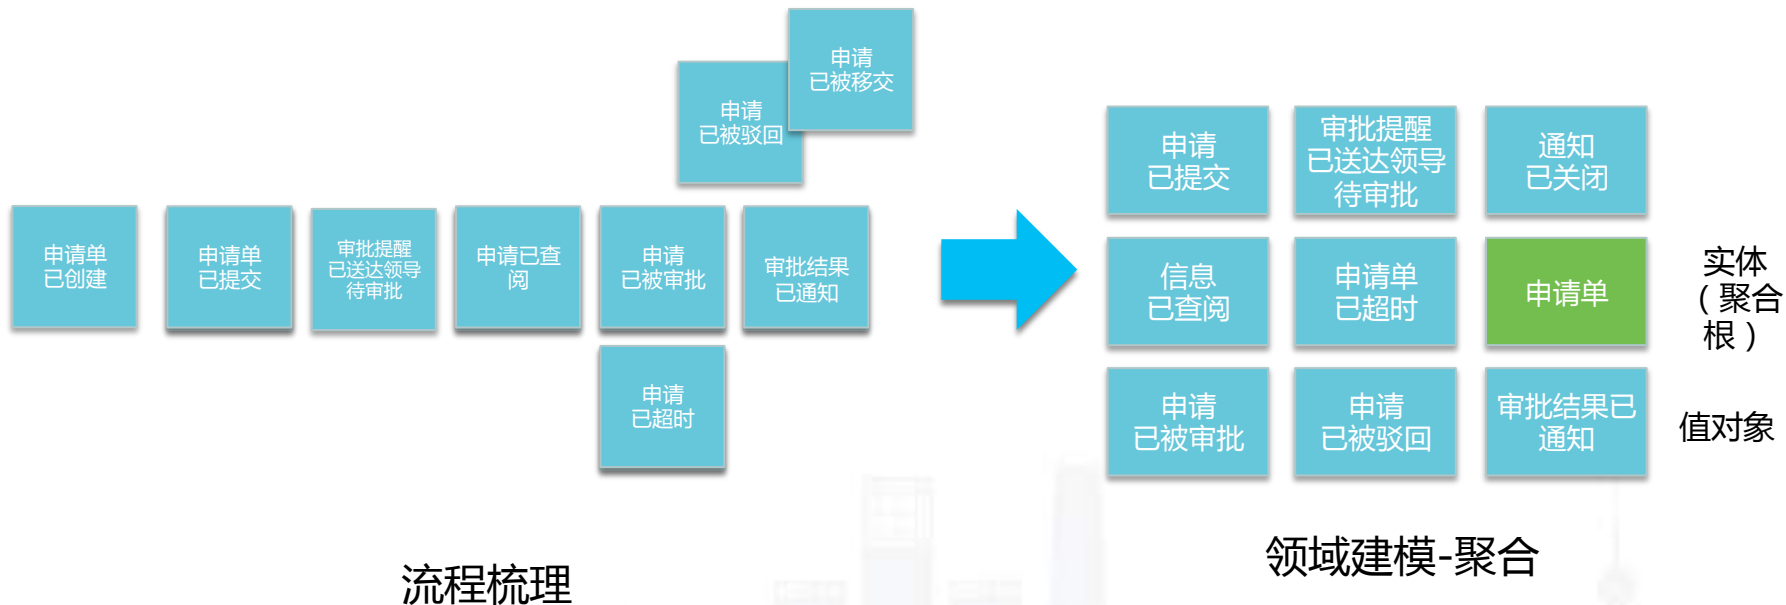 申请
已被移交
申请
已被驳回
申请单
已创建
申请单
已提交
审批提醒
已送达领导
待审批
申请已查
阅
申请
已被审批
审批结果
已通知
申请
已超时
流程梳理
申请
已提交
审批提醒
已送达领导
待审批
通知
已关闭
信息
已查阅
申请单
已超时
申请单
实体
（聚合
根）
申请
已被审批
申请
已被驳回
审批结果已
通知
值对象
领域建模-聚合